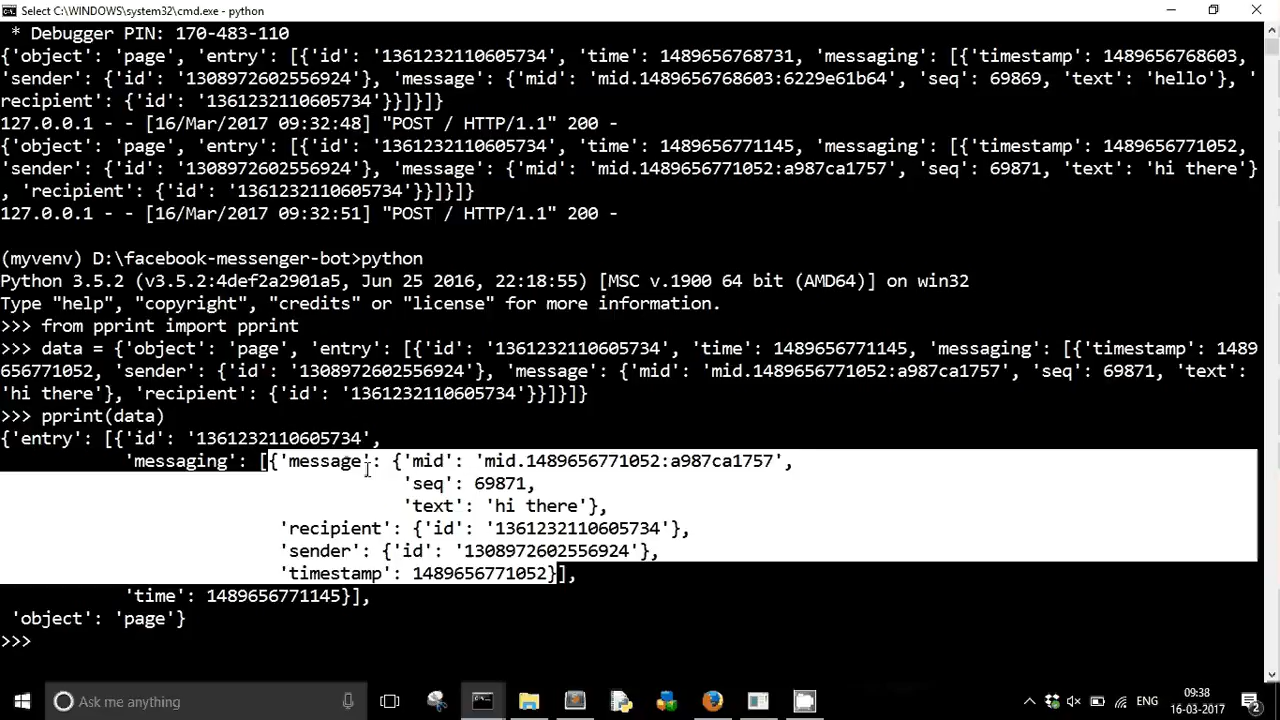 Select C:\WINDOWS\system32\cmd.exe - python
* Debugger PIN: 170-483-110
{'object': 'page', 'entry': [{'id': '1361232110605734', 'time': 1489656768731, 'messaging': [{'timestamp': 1489656768603,
'sender': {'id': '1308972602556924'}, 'message': {'mid': 'mid.1489656768603:6229e61b64', 'seq': 69869, 'text': 'hello'}, '
recipient': {'id': '1361232110605734'}}]}]}
127.0.0.1 - - [16/Mar/2017 09:32:48] "POST / HTTP/1.1" 200 -
{'object': 'page', 'entry': [{'id': '1361232110605734', 'time': 1489656771145, 'messaging': [{'timestamp': 1489656771052,
'sender': {'id': '1308972602556924'}, 'message': {'mid': 'mid.1489656771052:a987ca1757', 'seq': 69871, 'text': 'hi there'}
, 'recipient': {'id': '1361232110605734'}}]}]}
127.0.0.1 - - [16/Mar/2017 09:32:51] "POST / HTTP/1.1" 200 -
(myvenv) D:\facebook-messenger-bot>python
Python 3.5.2 (v3.5.2:4def2a2901a5, Jun 25 2016, 22:18:55) [MSC v.1900 64 bit (AMD64)] on win32
Type "help", "copyright", "credits" or "license" for more information.
>>> from pprint import pprint
>>> data = {'object': 'page', 'entry': [{'id': '1361232110605734', 'time': 1489656771145, 'messaging': [{'timestamp': 1489
656771052, 'sender': {'id': '1308972602556924'}, 'message': {'mid': 'mid.1489656771052:a987ca1757', 'seq': 69871, 'text':
'hi there'}, 'recipient': {'id': '1361232110605734'}}]}]}
>>> pprint(data)
{'entry': [{'id': '1361232110605734',
'messaging': [{'message': {'mid': 'mid.1489656771052:a987ca1757',
'seq': 69871,
'text': 'hi there'},
'recipient': {'id': '1361232110605734'},
'sender': {'id': '1308972602556924'},
'timestamp': 1489656771052}],
'time': 1489656771145}],
'object': 'page'}
>>>
Ask me anything
ENG
09:38
16-03-2017
2